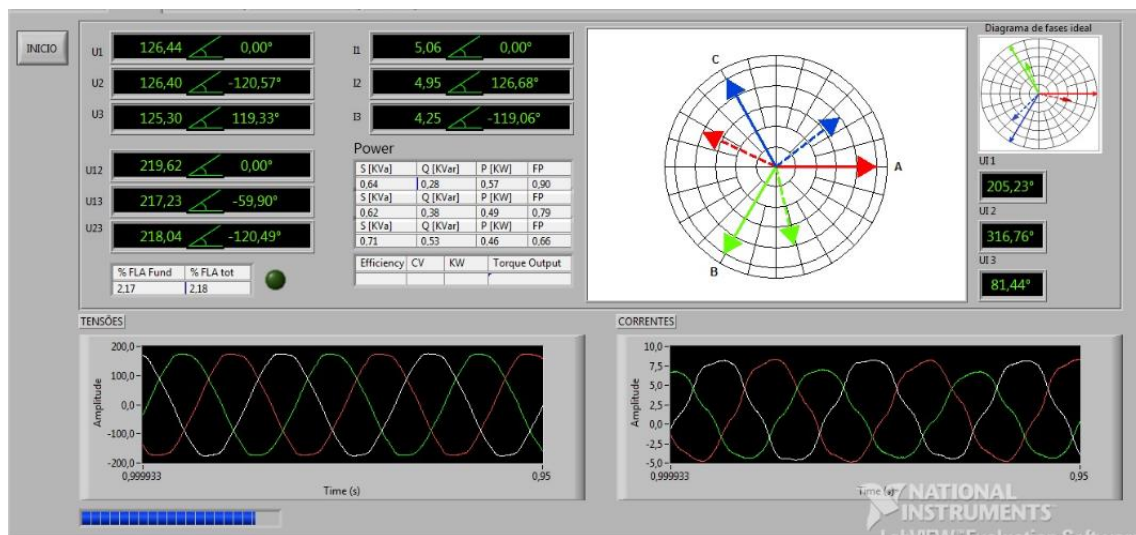 INICIO
U1 126,44 0,00°
U2 126,40 -120,57°
U3 125,30 119,33°
U12 219,62 0,00°
U13 217,23 -59,90°
U23 218,04 -120,49°
% FLA Fund % FLA tot
2,17 2,18
I1 5,06 0,00°
I2 4,95 126,68°
I3 4,25 -119,06°
Power
S [KVa] Q [KVar] P [KW] FP
0,64 0,28 0,57 0,90
S [KVa] Q [KVar] P [KW] FP
0,62 0,38 0,49 0,79
S [KVa] Q [KVar] P [KW] FP
0,71 0,53 0,46 0,66
Efficiency CV KW Torque Output
C
A
B
Diagrama de fases ideal
UI 1
205,23°
UI 2
316,76°
UI 3
81,44°
TENSÕES
200,0
100,0
0,0
-100,0
-200,0
Amplitude
0,999933 0,95
Time (s)
CORRENTES
10,0
7,5
5,0
2,5
0,0
-2,5
-5,0
Amplitude
0,999933 0,95
Time (s)
NATIONAL
INSTRUMENTS
LabVIEW Evaluation Software